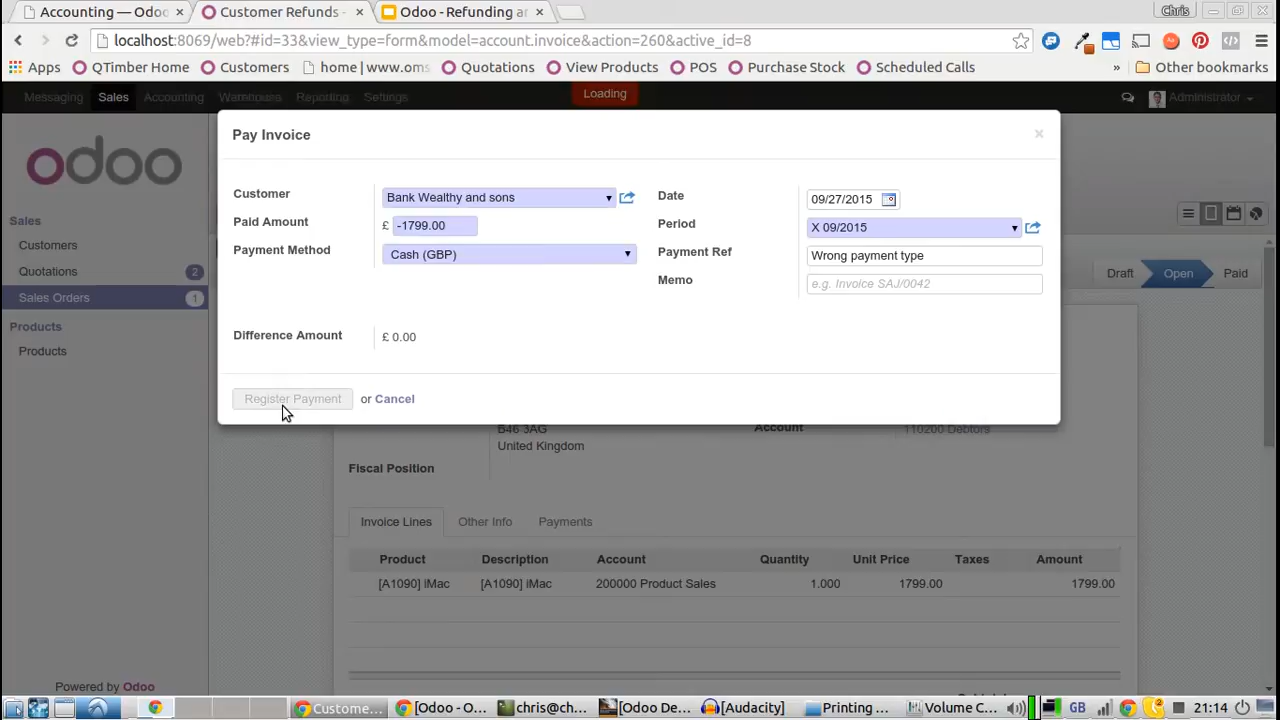 Accounting — Odoo
Customer Refunds -
Odoo - Refunding an
Chris
localhost:8069/web?#id=33&view_type=form&model=account.invoice&action=260&active_id=8
Apps QTimber Home Customers home | www.oms Quotations View Products POS Purchase Stock Scheduled Calls » Other bookmarks
Messaging Sales Accounting Warehouse Reporting Settings Loading Administrator
odoo
Pay Invoice ×
Customer Bank Wealthy and sons
Date 09/27/2015
Paid Amount £ -1799.00
Period X 09/2015
Payment Method Cash (GBP)
Payment Ref Wrong payment type
Memo e.g. Invoice SAJ/0042
Difference Amount £ 0.00
Register Payment or Cancel
Sales
Customers
Quotations 2
Sales Orders 1
Products
Products
Draft Open Paid
B46 3AG
United Kingdom
Account 110200 Debtors
Fiscal Position
Invoice Lines Other Info Payments
Product Description Account Quantity Unit Price Taxes Amount
[A1090] iMac [A1090] iMac 200000 Product Sales 1.000 1799.00 1799.00
Powered by Odoo
Custome... [Odoo - O... chris@Ch... [Odoo De... [Audacity] Printing ... Volume C... GB 21:14